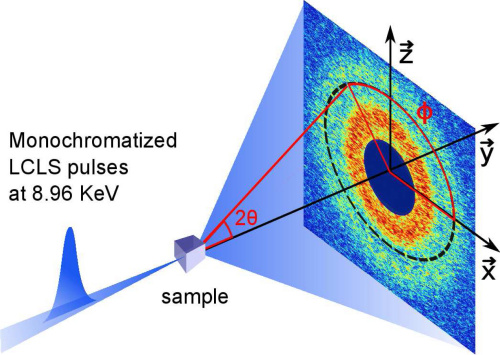 Monochromatized
LCLS pulses
at 8.96 KeV
sample
2θ
ϕ
z⃗
y⃗
x⃗